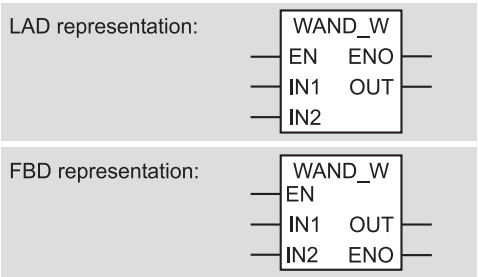 LAD representation:
WAND_W
EN ENO
IN1 OUT
IN2
FBD representation:
WAND_W
EN
IN1 OUT
IN2 ENO